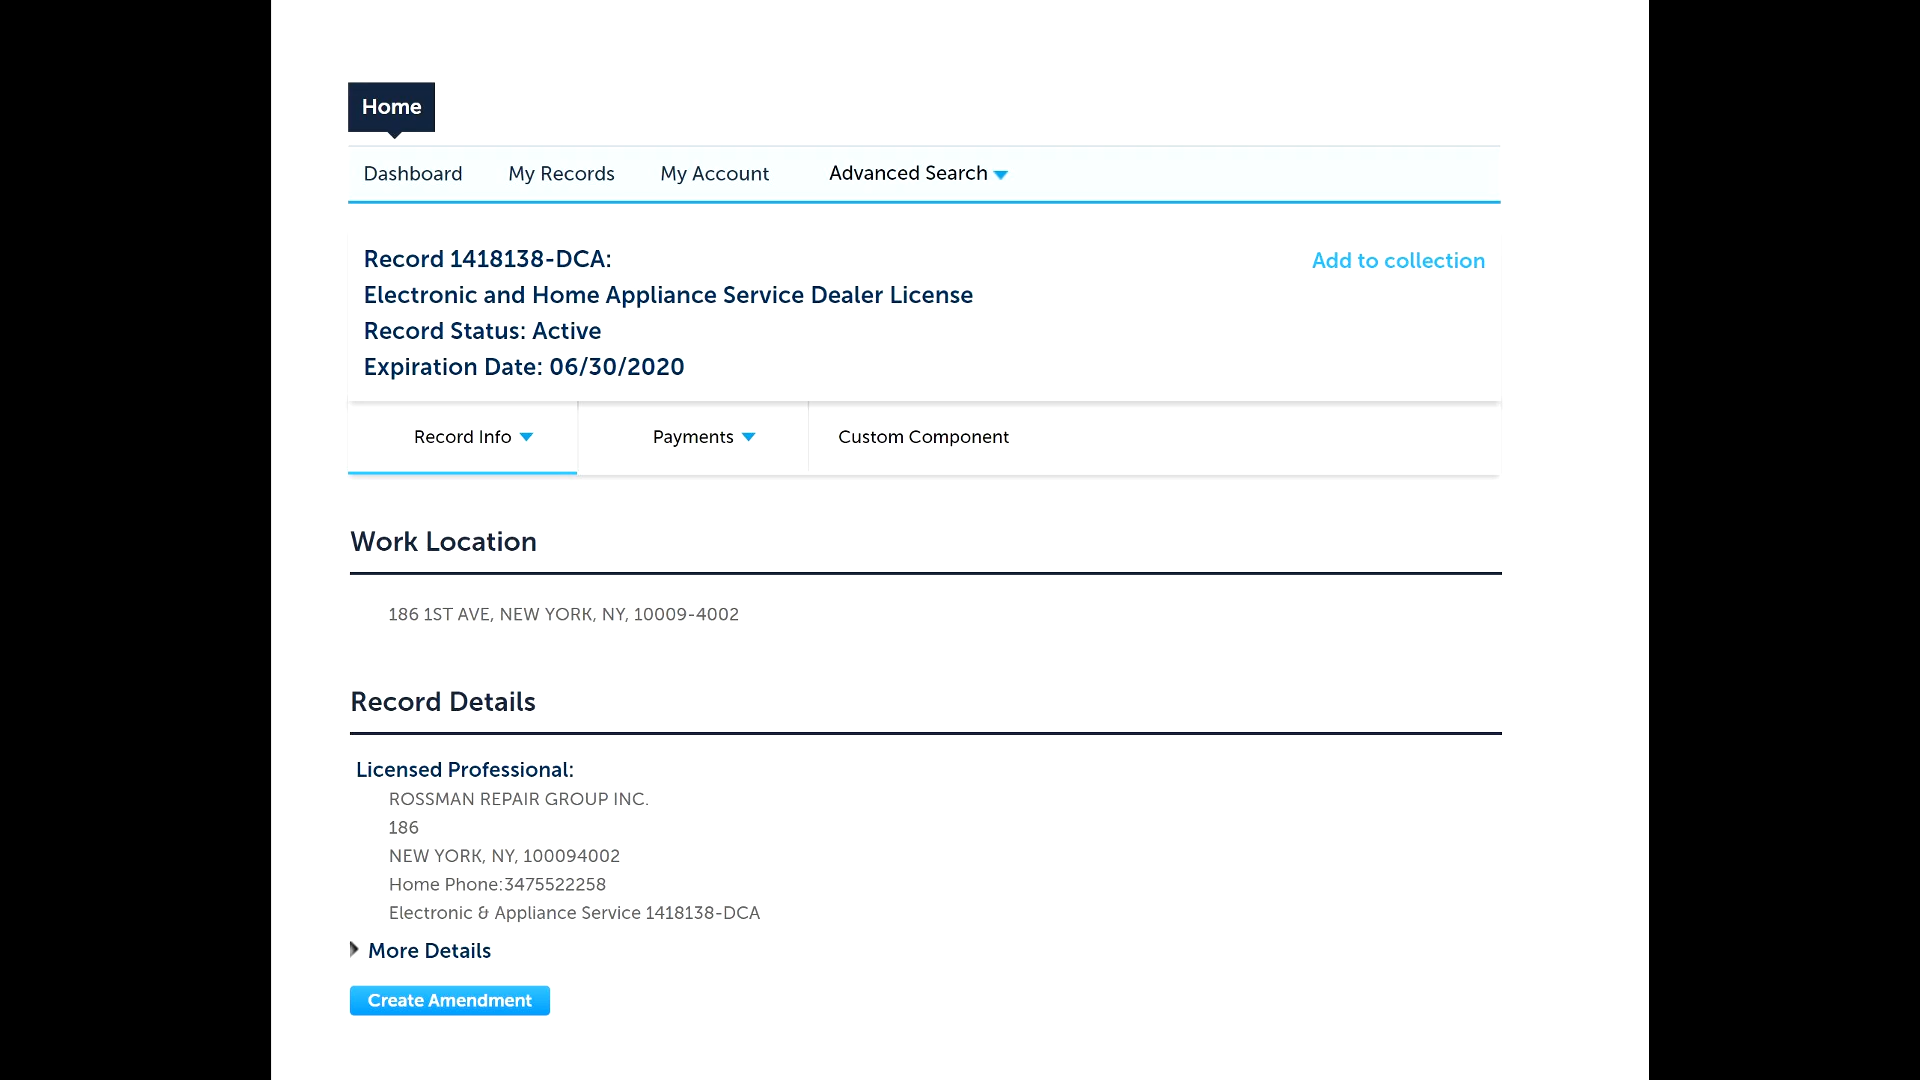 Home
Dashboard My Records My Account Advanced Search
Record 1418138-DCA:
Add to collection
Electronic and Home Appliance Service Dealer License
Record Status: Active
Expiration Date: 06/30/2020
Record Info Payments Custom Component
Work Location
186 1ST AVE, NEW YORK, NY, 10009-4002
Record Details
Licensed Professional:
ROSSMAN REPAIR GROUP INC.
186
NEW YORK, NY, 100094002
Home Phone:3475522258
Electronic & Appliance Service 1418138-DCA
More Details
Create Amendment